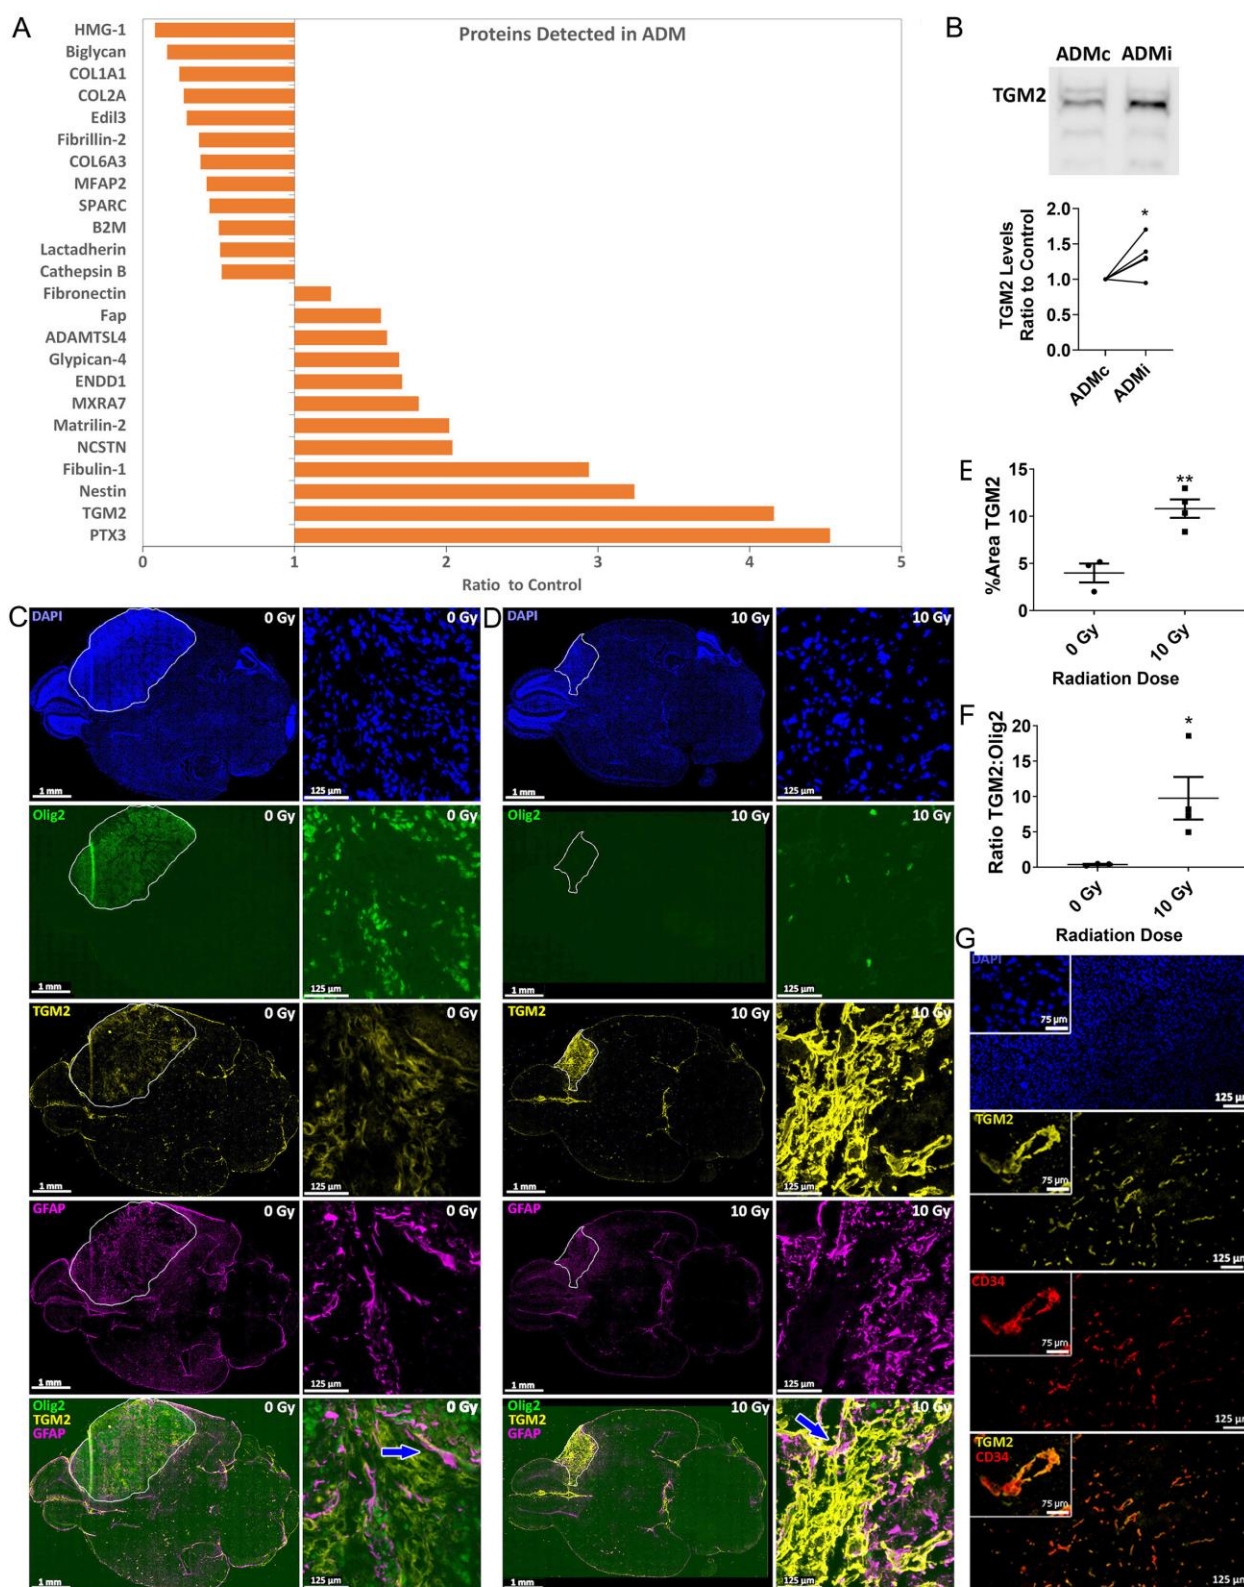 A
Proteins Detected in ADM
HMG-1
Biglycan
COL1A1
COL2A
Edil3
Fibrillin-2
COL6A3
MFAP2
SPARC
B2M
Lactadherin
Cathepsin B
Fibronectin
Fap
ADAMTSL4
Glypican-4
ENDD1
MXRA7
Matrilin-2
NCSTN
Fibulin-1
Nestin
TGM2
PTX3
0 1 2 3 4 5
Ratio to Control
B
ADMc ADMi
TGM2
TGM2 Levels
Ratio to Control
2.0
1.5
1.0
0.5
0.0
*
ADMc
ADMi
C
DAPI 0 Gy
1 mm
0 Gy
125 µm
Olig2 0 Gy
1 mm
0 Gy
125 µm
TGM2 0 Gy
1 mm
0 Gy
125 µm
GFAP 0 Gy
1 mm
0 Gy
125 µm
Olig2 0 Gy
TGM2
GFAP
1 mm
0 Gy
125 µm
D
DAPI 10 Gy
1 mm
10 Gy
125 µm
Olig2 10 Gy
1 mm
10 Gy
125 µm
TGM2 10 Gy
1 mm
10 Gy
125 µm
GFAP 10 Gy
1 mm
10 Gy
125 µm
Olig2 10 Gy
TGM2
GFAP
1 mm
10 Gy
125 µm
E
%Area TGM2
15
10
5
0
**
0 Gy
10 Gy
Radiation Dose
F
Ratio TGM2:Olig2
20
15
10
5
0
*
0 Gy
10 Gy
Radiation Dose
G
DAPI
75 µm
125 µm
TGM2
75 µm
125 µm
CD34
75 µm
125 µm
TGM2
CD34
75 µm
125 µm